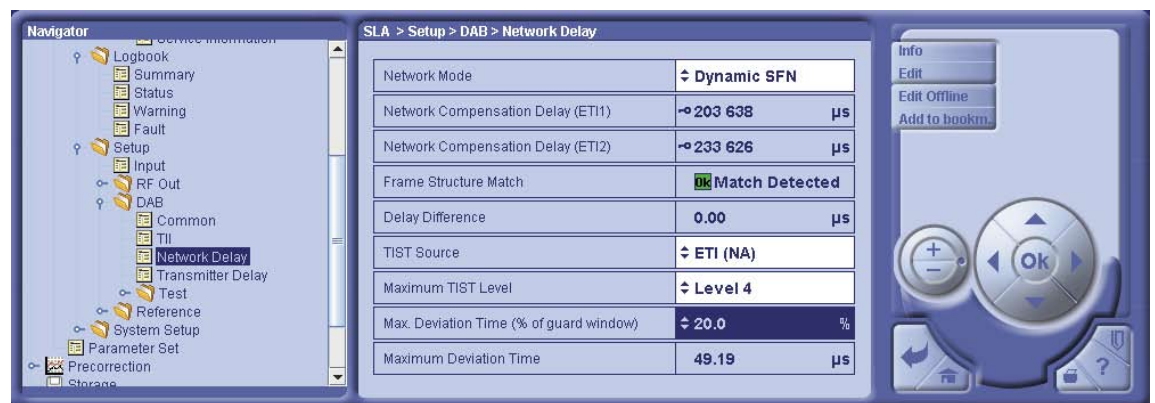 Navigator
Service Information
Logbook
Summary
Status
Warning
Fault
Setup
Input
RF Out
DAB
Common
TII
Network Delay
Transmitter Delay
Test
Reference
System Setup
Parameter Set
Precorrection
Storage
SLA > Setup > DAB > Network Delay
Network Mode Dynamic SFN
Network Compensation Delay (ETI1) 203 638 µs
Network Compensation Delay (ETI2) 233 626 µs
Frame Structure Match Ok Match Detected
Delay Difference 0.00 µs
TIST Source ETI (NA)
Maximum TIST Level Level 4
Max. Deviation Time (% of guard window) 20.0 %
Maximum Deviation Time 49.19 µs
Info
Edit
Edit Offline
Add to bookm.
+
−
Ok
?